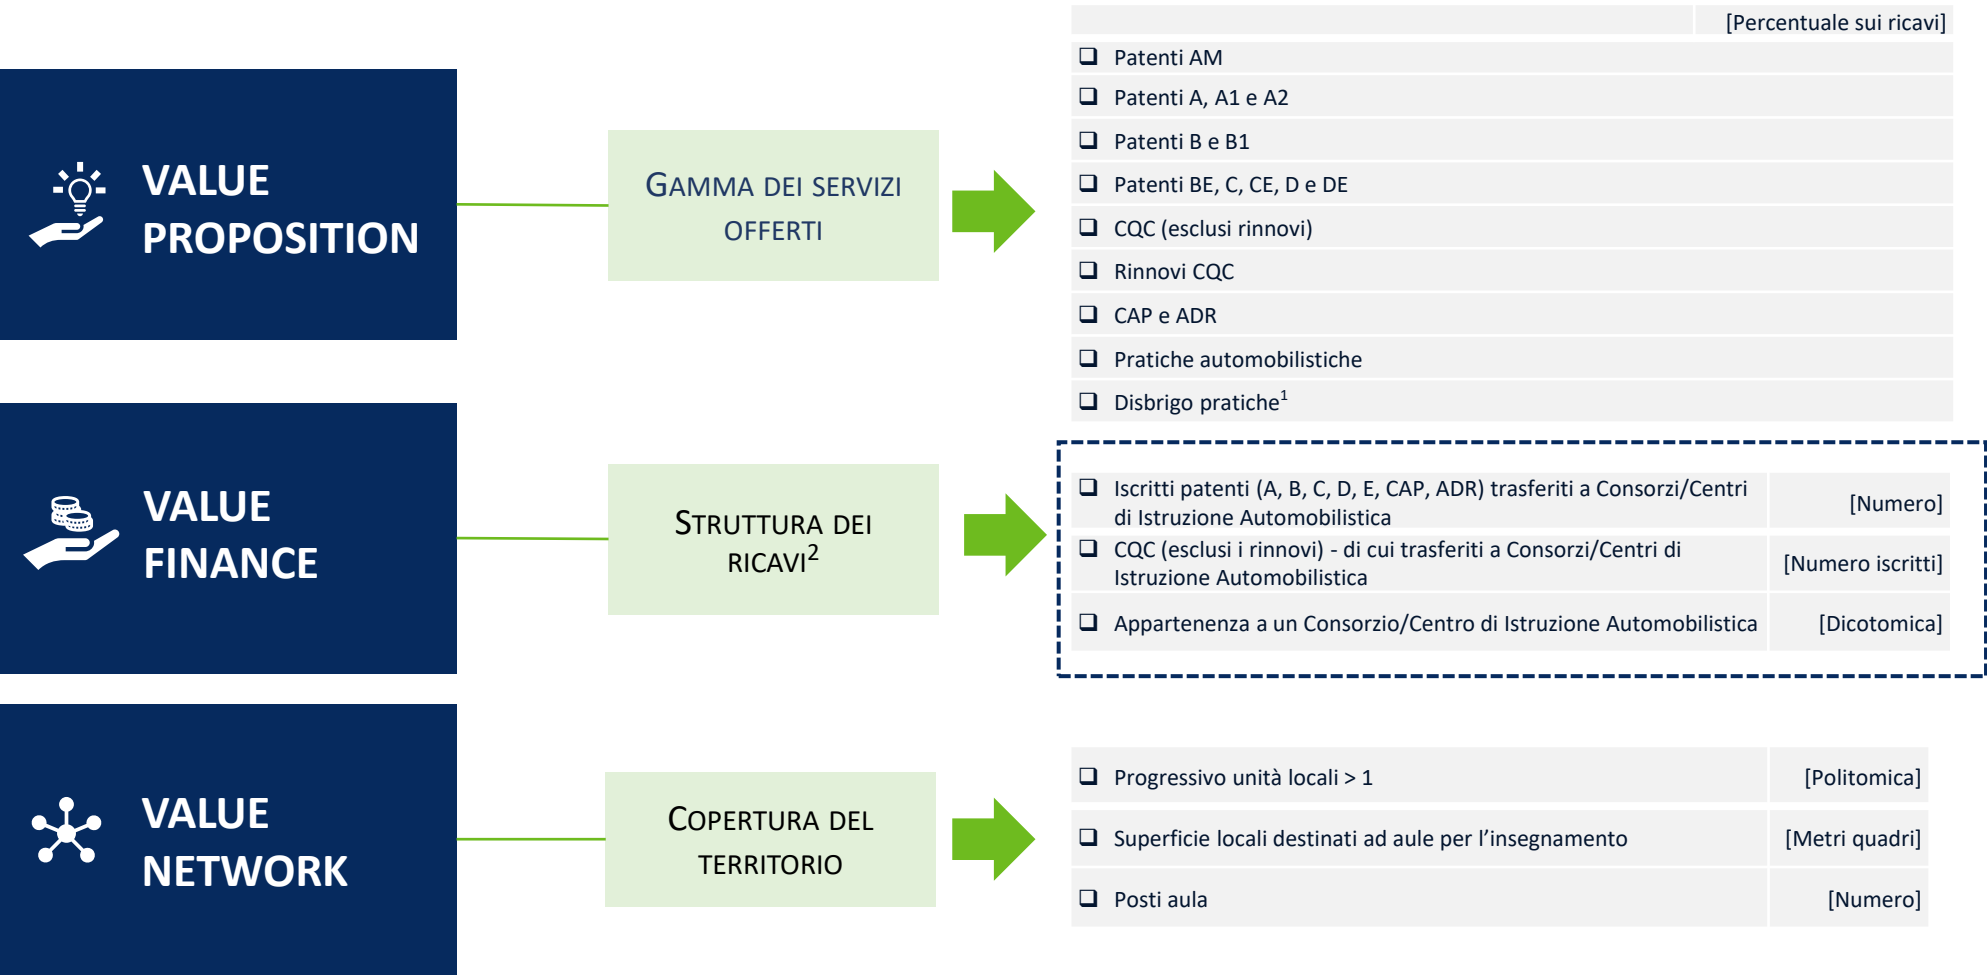 VALUE
PROPOSITION
GAMMA DEI SERVIZI
OFFERTI
[Percentuale sui ricavi]
❑ Patenti AM
❑ Patenti A, A1 e A2
❑ Patenti B e B1
❑ Patenti BE, C, CE, D e DE
❑ CQC (esclusi rinnovi)
❑ Rinnovi CQC
❑ CAP e ADR
❑ Pratiche automobilistiche
❑ Disbrigo pratiche¹
VALUE
FINANCE
STRUTTURA DEI
RICAVI²
❑ Iscritti patenti (A, B, C, D, E, CAP, ADR) trasferiti a Consorzi/Centri
di Istruzione Automobilistica
[Numero]
❑ CQC (esclusi i rinnovi) - di cui trasferiti a Consorzi/Centri di
Istruzione Automobilistica
[Numero iscritti]
❑ Appartenenza a un Consorzio/Centro di Istruzione Automobilistica
[Dicotomica]
VALUE
NETWORK
COPERTURA DEL
TERRITORIO
❑ Progressivo unità locali > 1
[Politomica]
❑ Superficie locali destinati ad aule per l’insegnamento
[Metri quadri]
❑ Posti aula
[Numero]